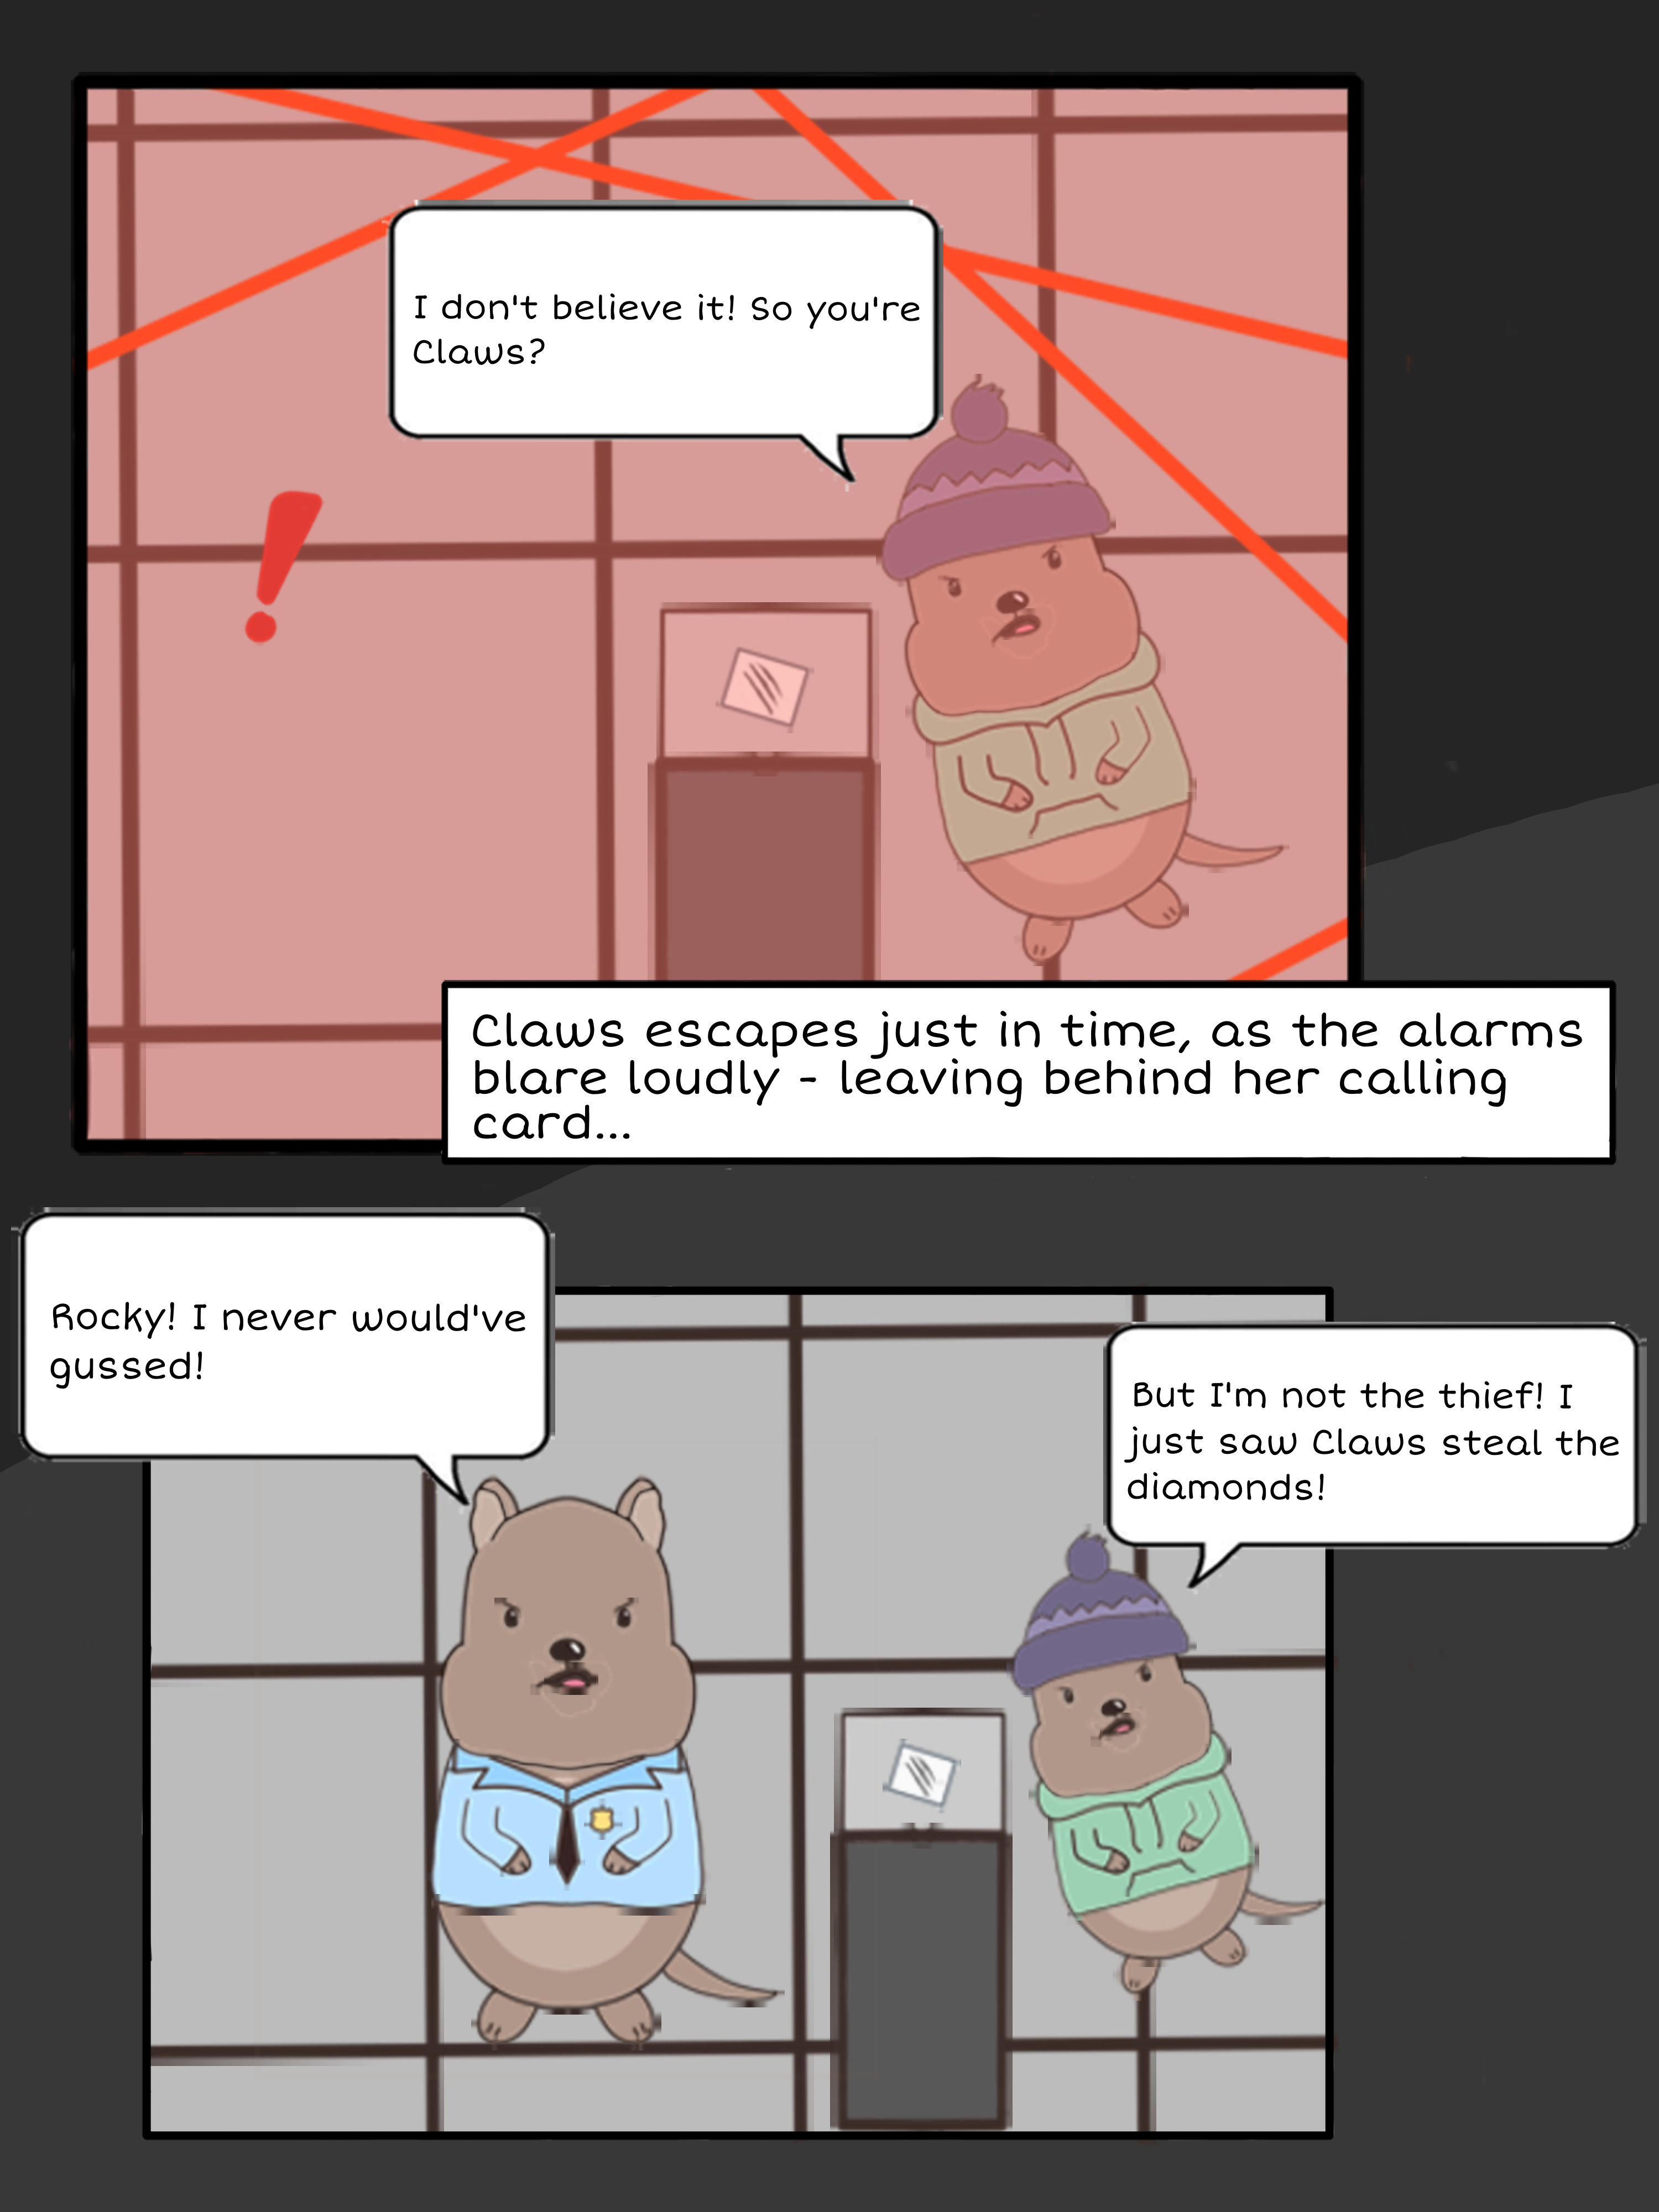 I don't believe it! So you're
Claws?
!
Claws escapes just in time, as the alarms
blare loudly - leaving behind her calling
card...
Rocky! I never would've
gussed!
But I'm not the thief! I
just saw Claws steal the
diamonds!